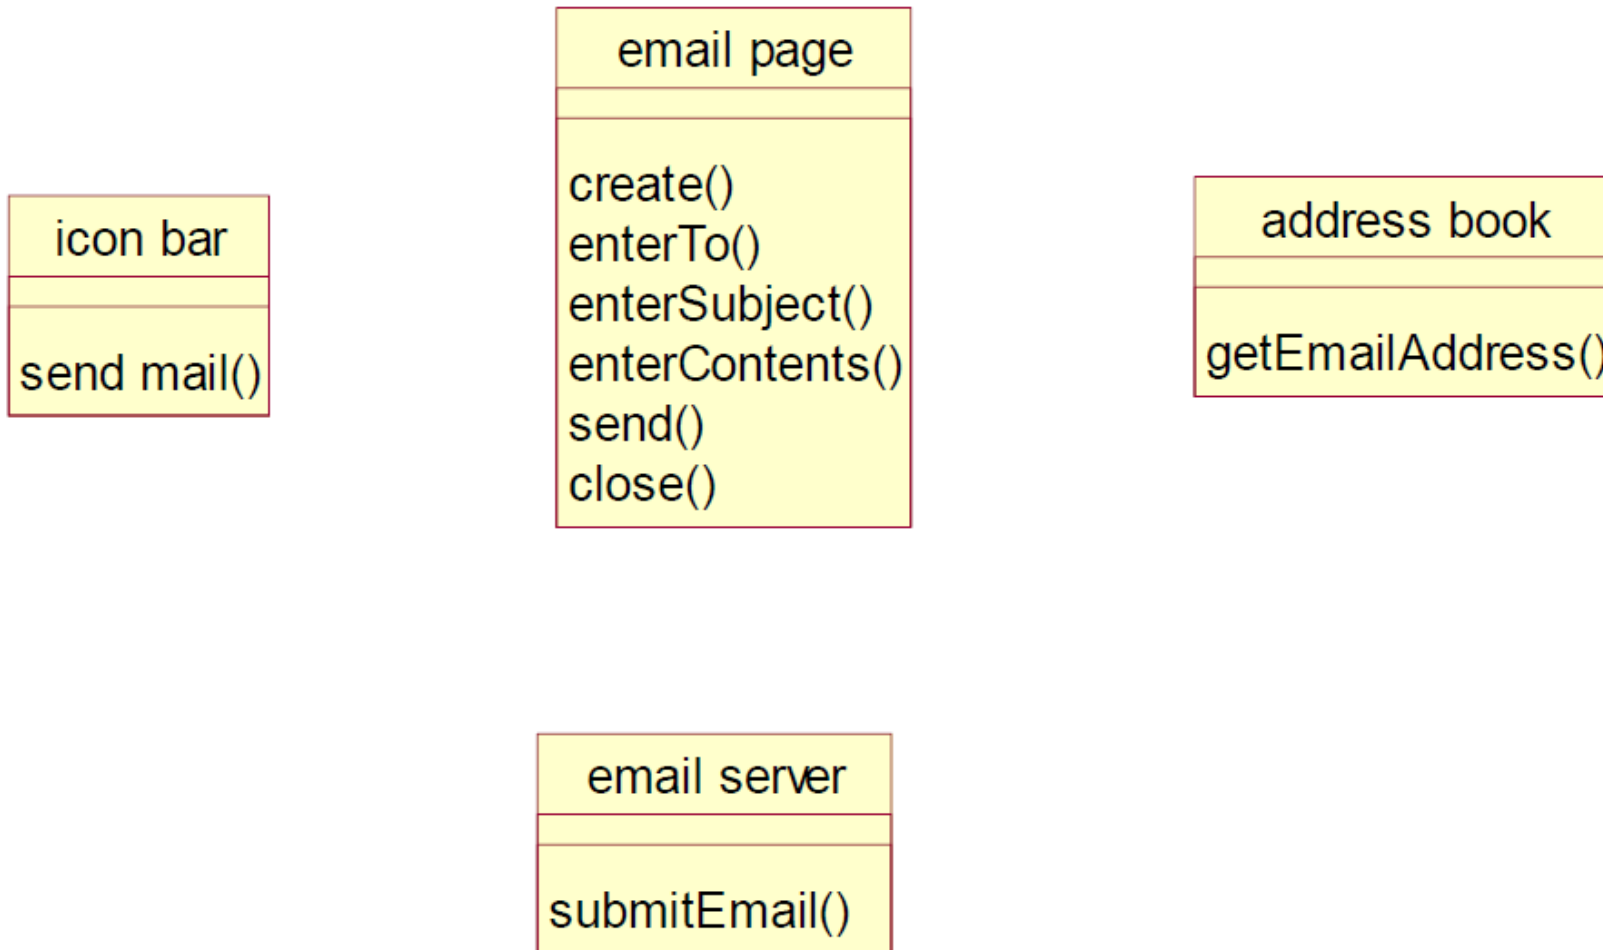 email page
create()
enterTo()
enterSubject()
enterContents()
send()
close()
icon bar
send mail()
address book
getEmailAddress()
email server
submitEmail()